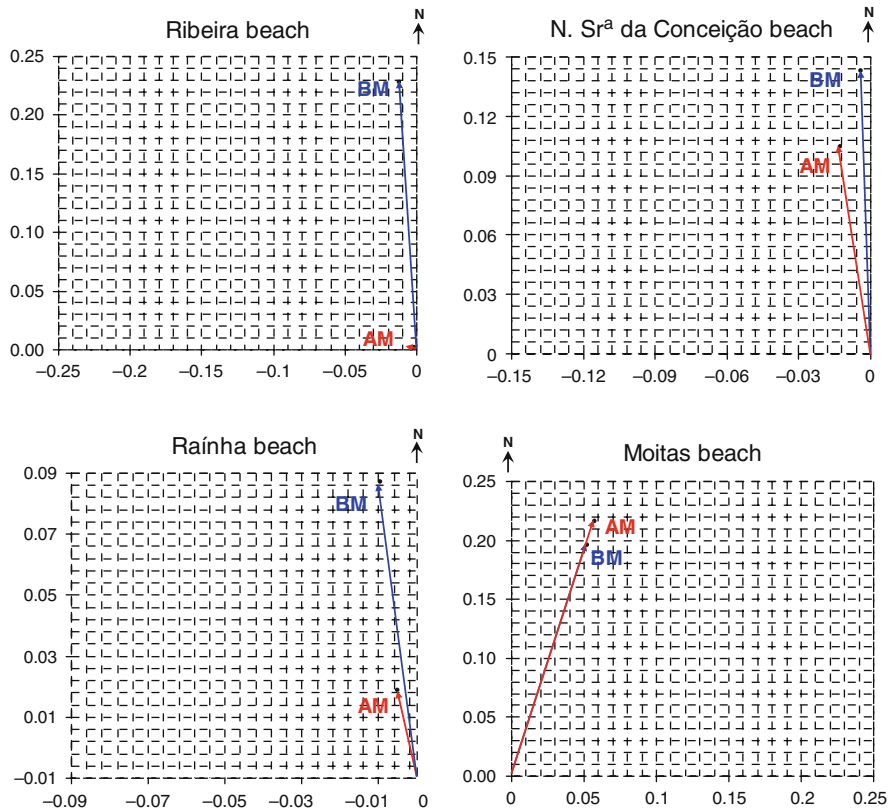 Ribeira beach
N
0.25
0.20
0.15
0.10
0.05
0.00
BM
AM
−0.25 −0.2 −0.15 −0.1 −0.05 0
N. Srª da Conceição beach
N
0.15
0.12
0.09
0.06
0.03
0
BM
AM
−0.15 −0.12 −0.09 −0.06 −0.03 0
Raínha beach
N
0.09
0.07
0.05
0.03
0.01
−0.01
BM
AM
−0.09 −0.07 −0.05 −0.03 −0.01 0
Moitas beach
N
0.25
0.20
0.15
0.10
0.05
0.00
AM
BM
0 0.05 0.1 0.15 0.2 0.25